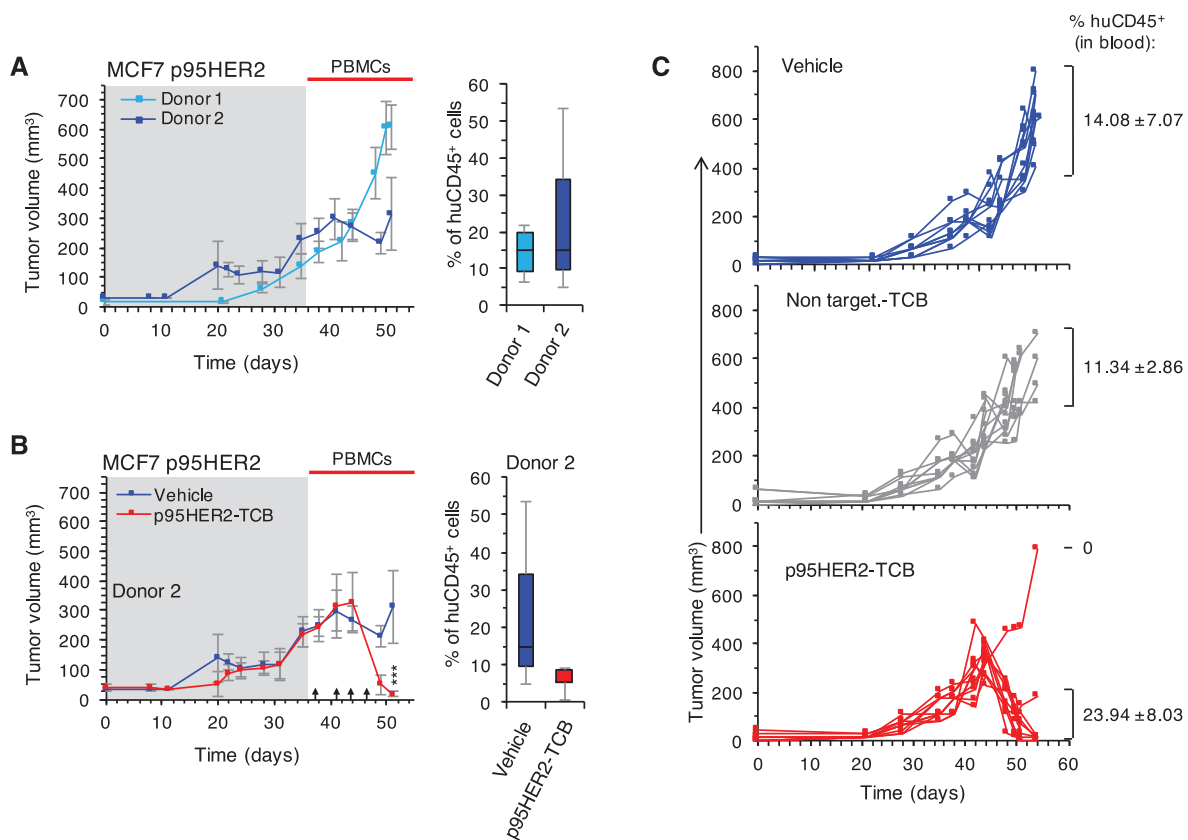 A
MCF7 p95HER2
PBMCs
Donor 1
Donor 2
Tumor volume (mm³)
700
600
500
400
300
200
100
0
0 10 20 30 40 50
Time (days)
% of huCD45⁺ cells
60
50
40
30
20
10
0
Donor 1
Donor 2
B
MCF7 p95HER2
PBMCs
Vehicle
p95HER2-TCB
Donor 2
Tumor volume (mm³)
700
600
500
400
300
200
100
0
***
0 10 20 30 40 50
Time (days)
Donor 2
% of huCD45⁺ cells
60
50
40
30
20
10
0
Vehicle
p95HER2-TCB
C
% huCD45⁺
(in blood):
Vehicle
800
600
400
200
0
14.08 ±7.07
Non target.-TCB
800
600
400
200
0
11.34 ±2.86
p95HER2-TCB
Tumor volume (mm³)
800
600
400
200
0
0
23.94 ±8.03
0 10 20 30 40 50 60
Time (days)